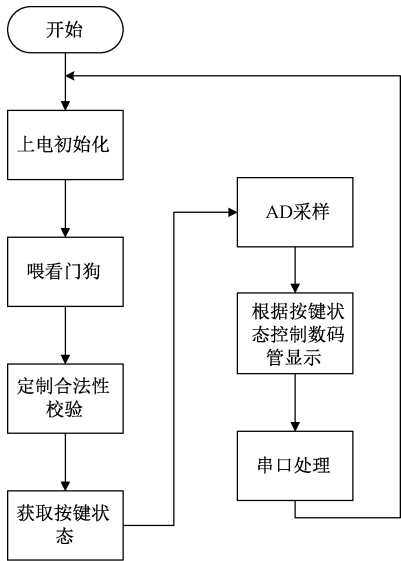 开始
上电初始化
喂看门狗
定制合法性
校验
获取按键状
态
AD采样
根据按键状
态控制数码
管显示
串口处理